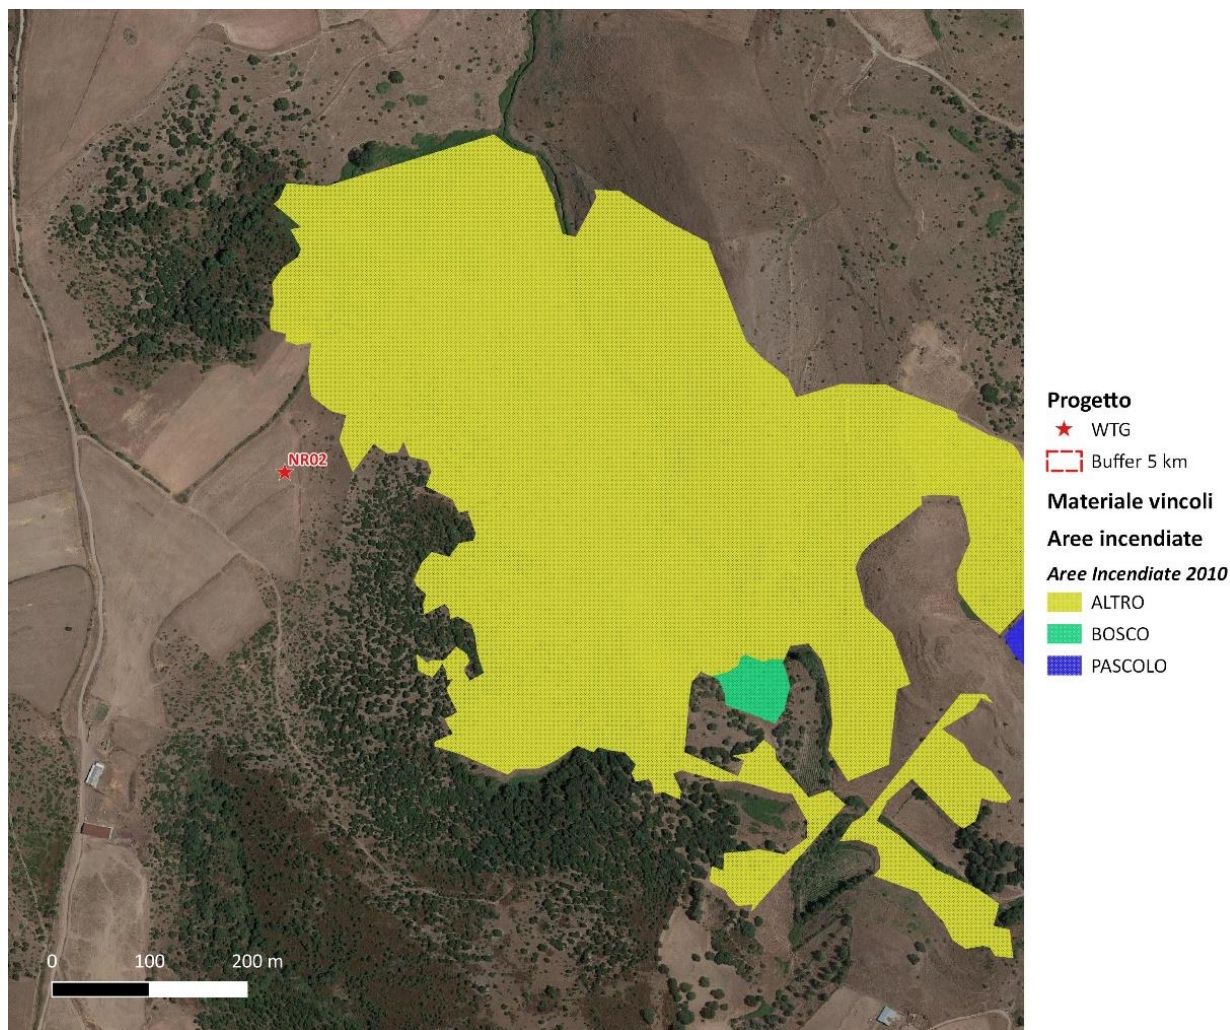 NR02
0 100 200 m
Progetto
WTG
Buffer 5 km
Materiale vincoli
Aree incendiate
Aree Incendiate 2010
ALTRO
BOSCO
PASCOLO